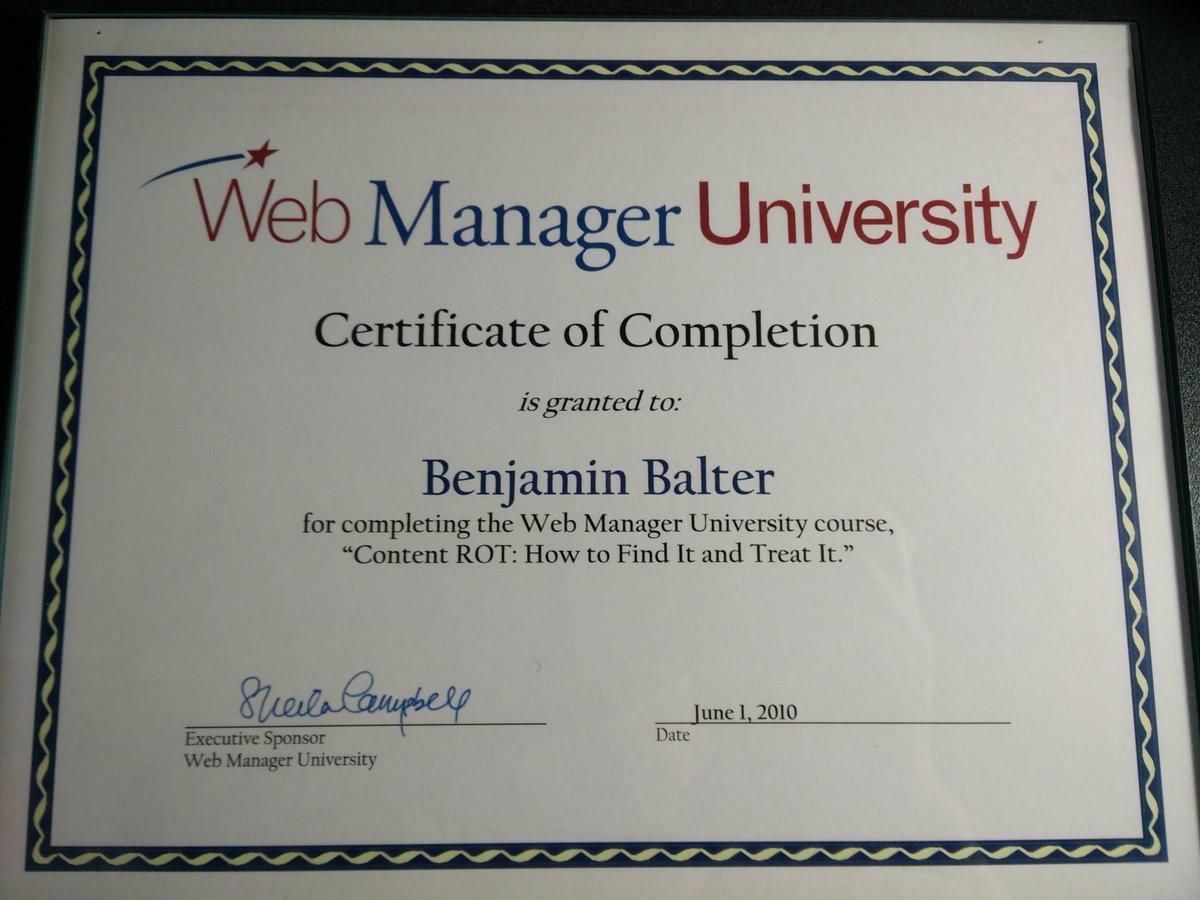 Web Manager University
Certificate of Completion
is granted to:
Benjamin Balter
for completing the Web Manager University course,
“Content ROT: How to Find It and Treat It.”
Sheila Campbell
Executive Sponsor
Web Manager University
June 1, 2010
Date